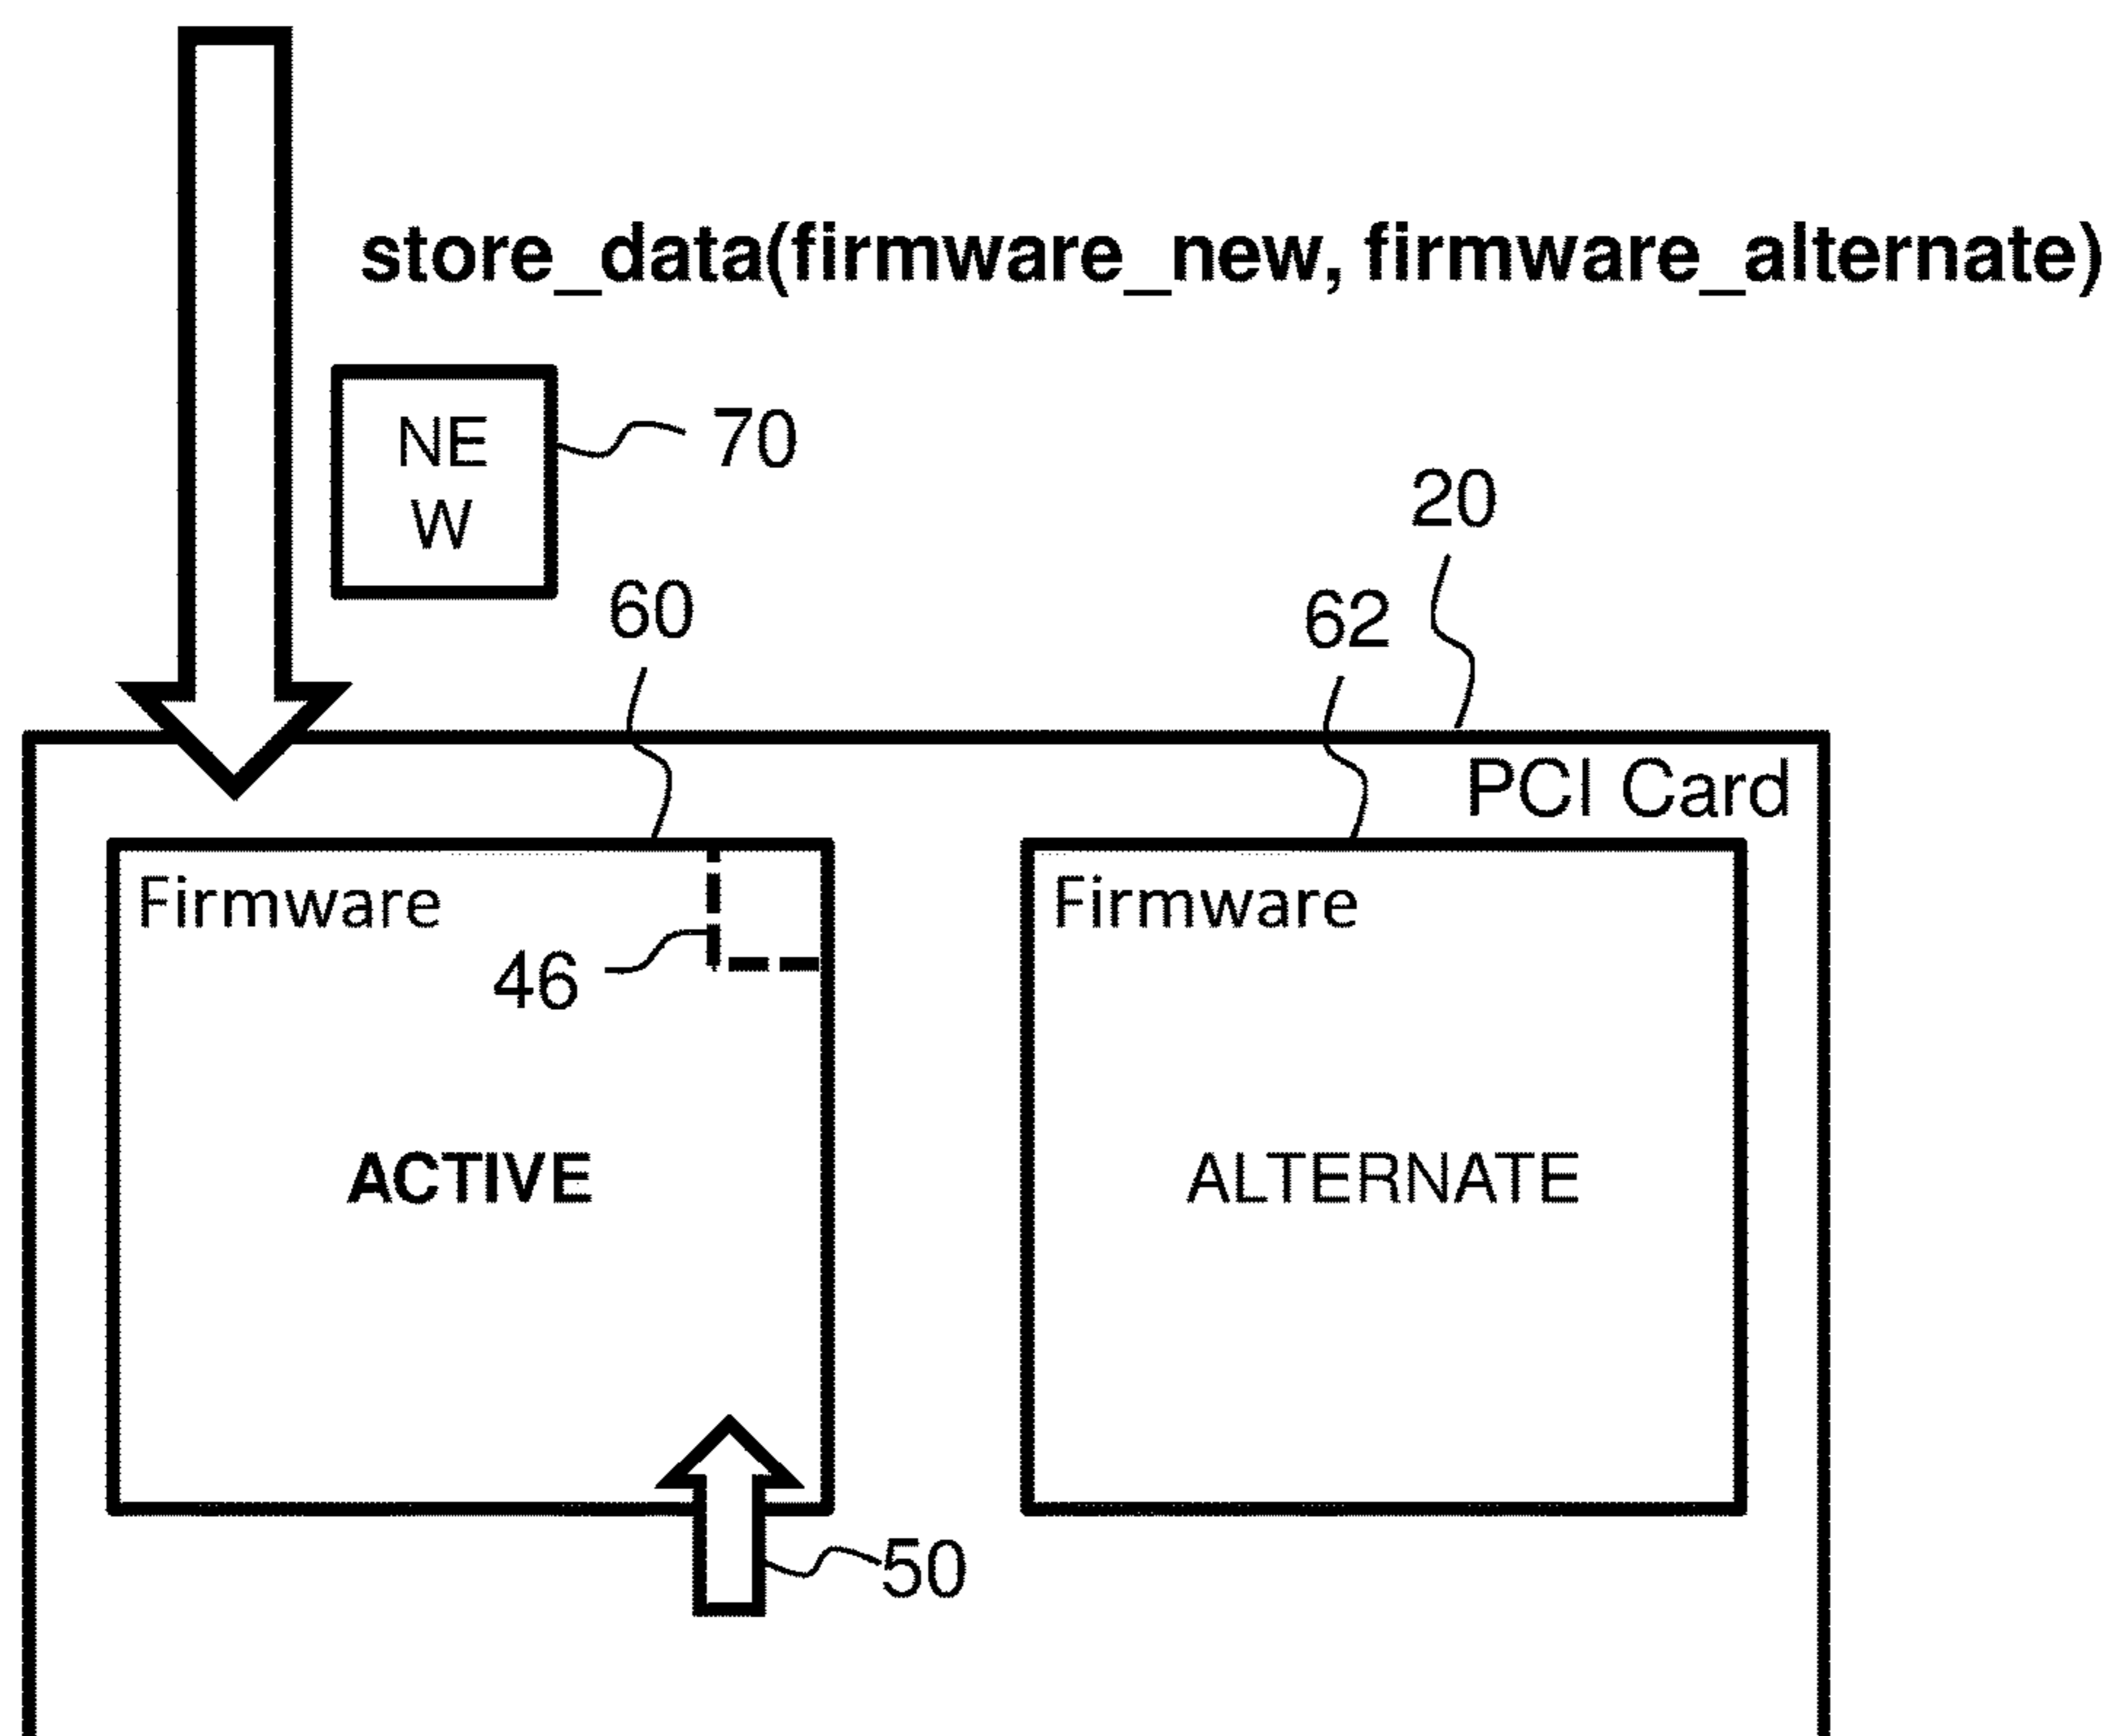 store_data(firmware_new, firmware_alternate)
NE
W
70
20
60
62
PCI Card
Firmware
Firmware
46
ACTIVE
ALTERNATE
50